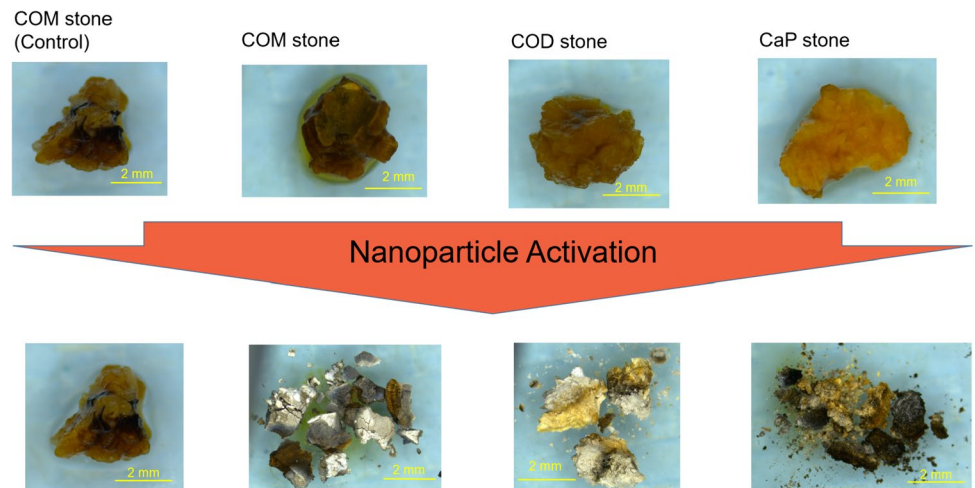 COM stone
(Control)
COM stone
COD stone
CaP stone
2 mm
2 mm
2 mm
2 mm
Nanoparticle Activation
2 mm
2 mm
2 mm
2 mm